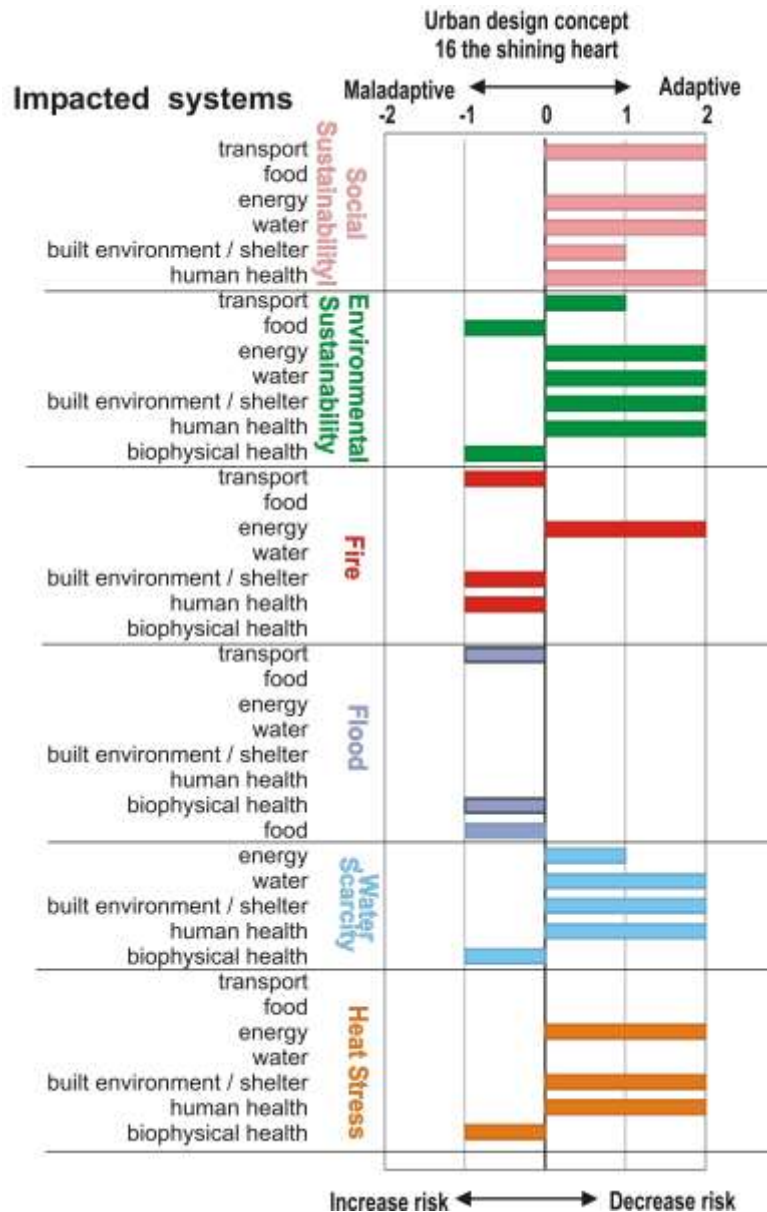 Urban design concept
16 the shining heart
Impacted systems
Maladaptive
Adaptive
-2 -1 0 1 2
Social
Sustainabilityl
transport
food
energy
water
built environment / shelter
human health
Environmental
Sustainability
transport
food
energy
water
built environment / shelter
human health
biophysical health
Fire
transport
food
energy
water
built environment / shelter
human health
biophysical health
Flood
transport
food
energy
water
built environment / shelter
human health
biophysical health
food
Water
Scarcity
energy
water
built environment / shelter
human health
biophysical health
Heat Stress
transport
food
energy
water
built environment / shelter
human health
biophysical health
Increase risk
Decrease risk